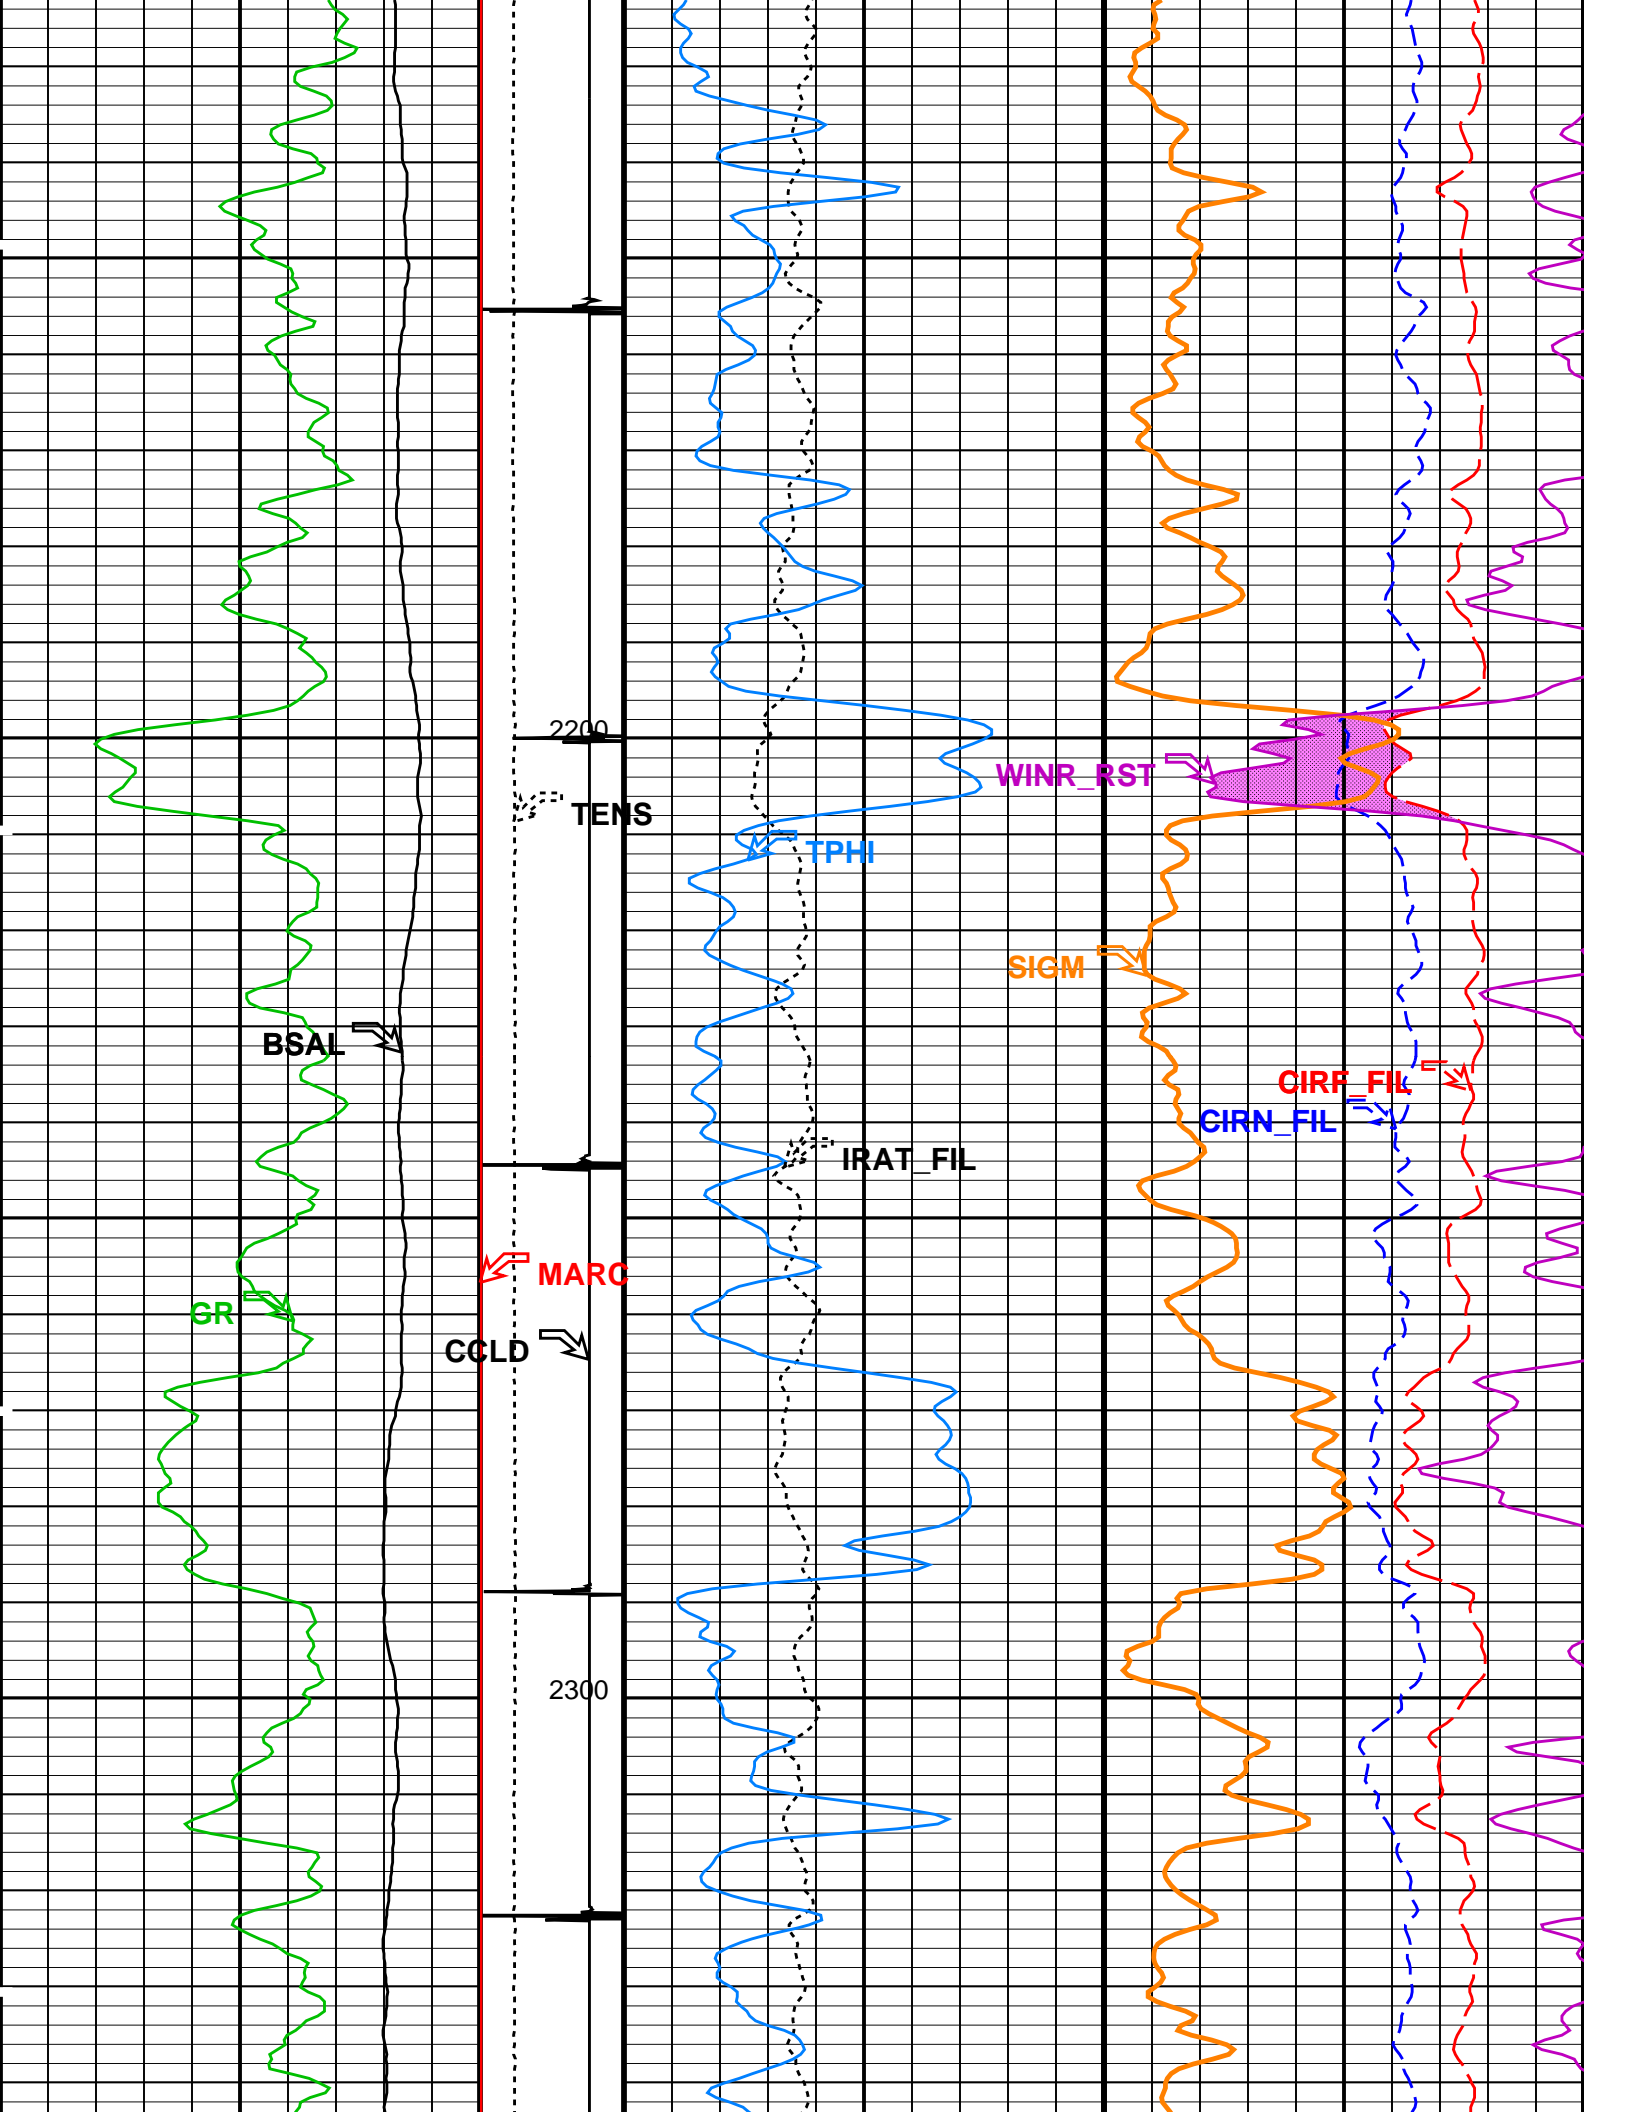 2200
WINR_RST
TENS
TPHI
SIGM
BSAL
CIRF_FIL
CIRN_FIL
IRAT_FIL
MARC
GR
CCLD
2300